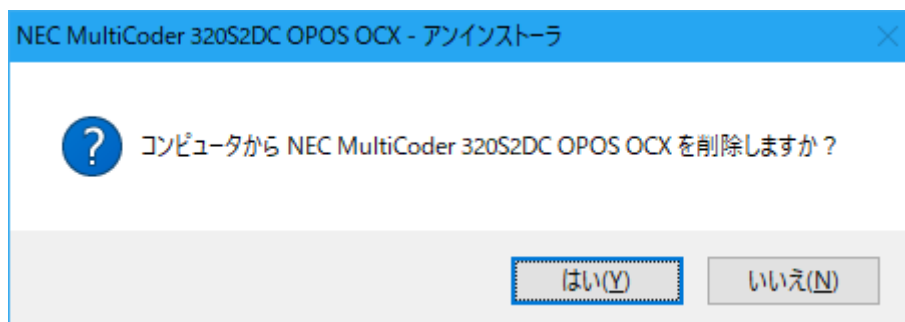 NEC MultiCoder 320S2DC OPOS OCX - アンインストーラ
コンピュータから NEC MultiCoder 320S2DC OPOS OCX を削除しますか？
はい(Y)
いいえ(N)